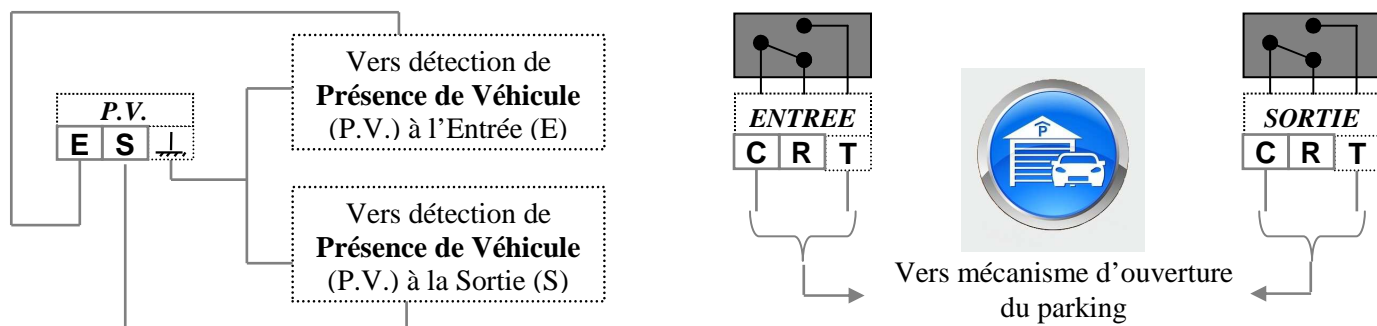 Vers détection de
Présence de Véhicule
(P.V.) à l’Entrée (E)
P.V.
E S
Vers détection de
Présence de Véhicule
(P.V.) à la Sortie (S)
ENTREE
C R T
P
Vers mécanisme d’ouverture
du parking
SORTIE
C R T